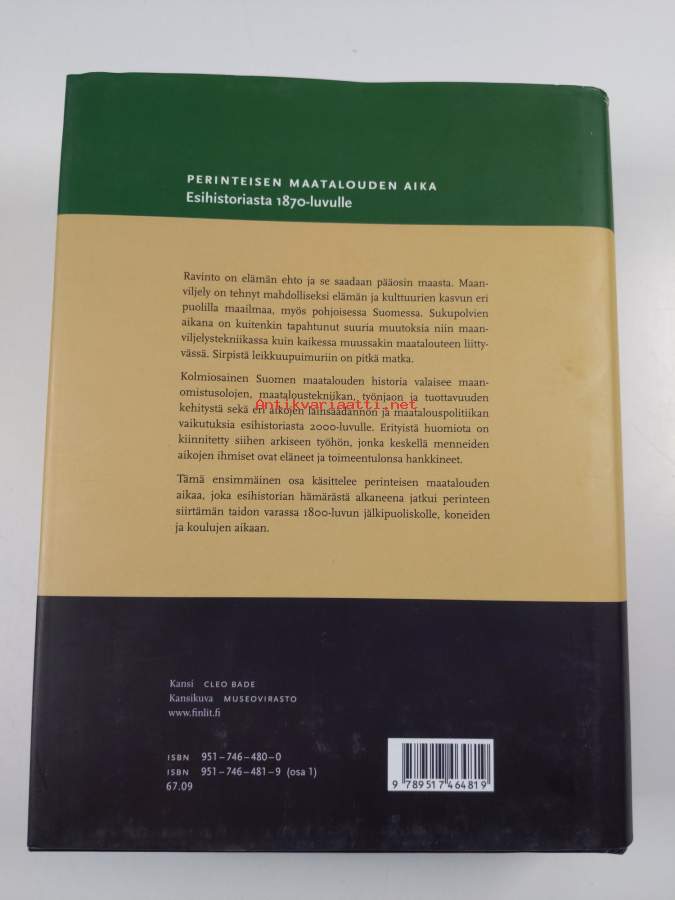 PERINTEISEN MAATALOUDEN AIKA
Esihistoriasta 1870-luvulle
Ravinto on elämän ehto ja se saadaan pääosin maasta. Maan-
viljely on tehnyt mahdolliseksi elämän ja kulttuurien kasvun eri
puolilla maailmaa, myös pohjoisessa Suomessa. Sukupolvien
aikana on kuitenkin tapahtunut suuria muutoksia niin maan-
viljelystekniikassa kuin kaikessa muussakin maatalouteen liitty-
vässä. Sirpistä leikkuupuimuriin on pitkä matka.
Kolmiosainen Suomen maatalouden historia valaisee maan-
omistusolojen, maataloustekniikan, työnjaon ja tuottavuuden
Antikvariaatti.net
kehitystä sekä eri aikojen lainsäädännön ja maatalouspolitiikan
vaikutuksia esihistoriasta 2000-luvulle. Erityistä huomiota on
kiinnitetty siihen arkiseen työhön, jonka keskellä menneiden
aikojen ihmiset ovat eläneet ja toimeentulonsa hankkineet.
Tämä ensimmäinen osa käsittelee perinteisen maatalouden
aikaa, joka esihistorian hämärästä alkaneena jatkui perinteen
siirtämän taidon varassa 1800-luvun jälkipuoliskolle, koneiden
ja koulujen aikaan.
Kansi CLEO BADE
Kansikuva MUSEOVIRASTO
www.finlit.fi
ISBN 951–746–480–0
ISBN 951–746–481–9 (osa 1)
67.09
9 789517 464819